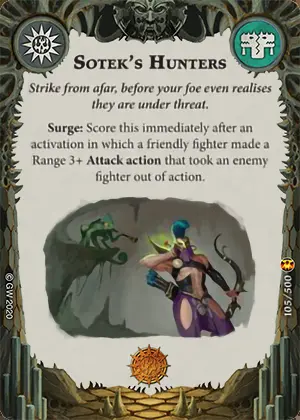 SOTEK'S HUNTERS
Strike from afar, before your foe even realises
they are under threat.
Surge: Score this immediately after an
activation in which a friendly fighter made a
Range 3+ Attack action that took an enemy
fighter out of action.
© GW 2020
105/500